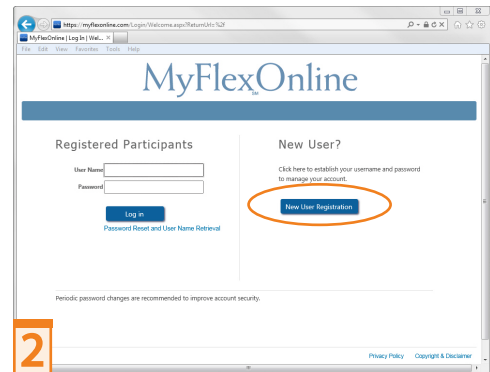 https://myflexonline.com/Login/Welcome.aspx?ReturnUrl=%2f
MyFlexOnline | Log In | Wel...
File Edit View Favorites Tools Help
MyFlexOnline
SM
Registered Participants
User Name
Password
Log in
Password Reset and User Name Retrieval
New User?
Click here to establish your username and password
to manage your account.
New User Registration
Periodic password changes are recommended to improve account security.
2
Privacy Policy Copyright & Disclaimer